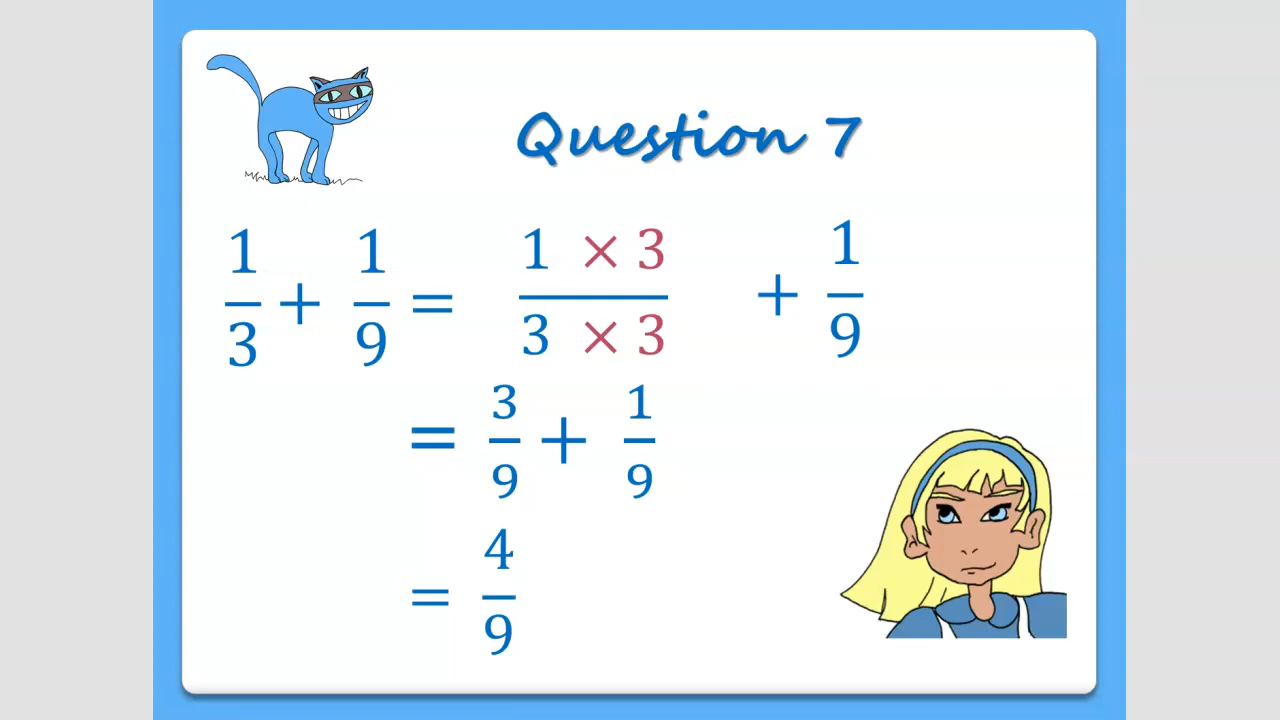 Question 7
1/3 + 1/9 = (1 × 3)/(3 × 3) + 1/9
= 3/9 + 1/9
= 4/9